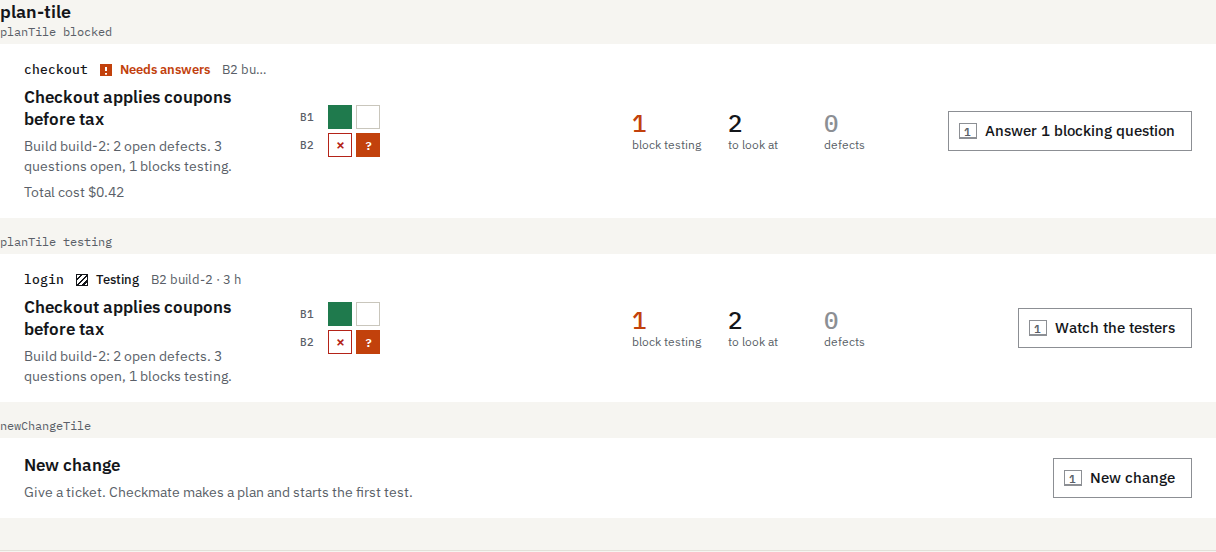 plan-tile
planTile blocked
checkout ! Needs answers B2 bu…
Checkout applies coupons
before tax
Build build-2: 2 open defects. 3
questions open, 1 blocks testing.
Total cost $0.42
B1
B2 × ?
1 block testing
2 to look at
0 defects
1 Answer 1 blocking question
planTile testing
login Testing B2 build-2 · 3 h
Checkout applies coupons
before tax
Build build-2: 2 open defects. 3
questions open, 1 blocks testing.
B1
B2 × ?
1 block testing
2 to look at
0 defects
1 Watch the testers
newChangeTile
New change
Give a ticket. Checkmate makes a plan and starts the first test.
1 New change